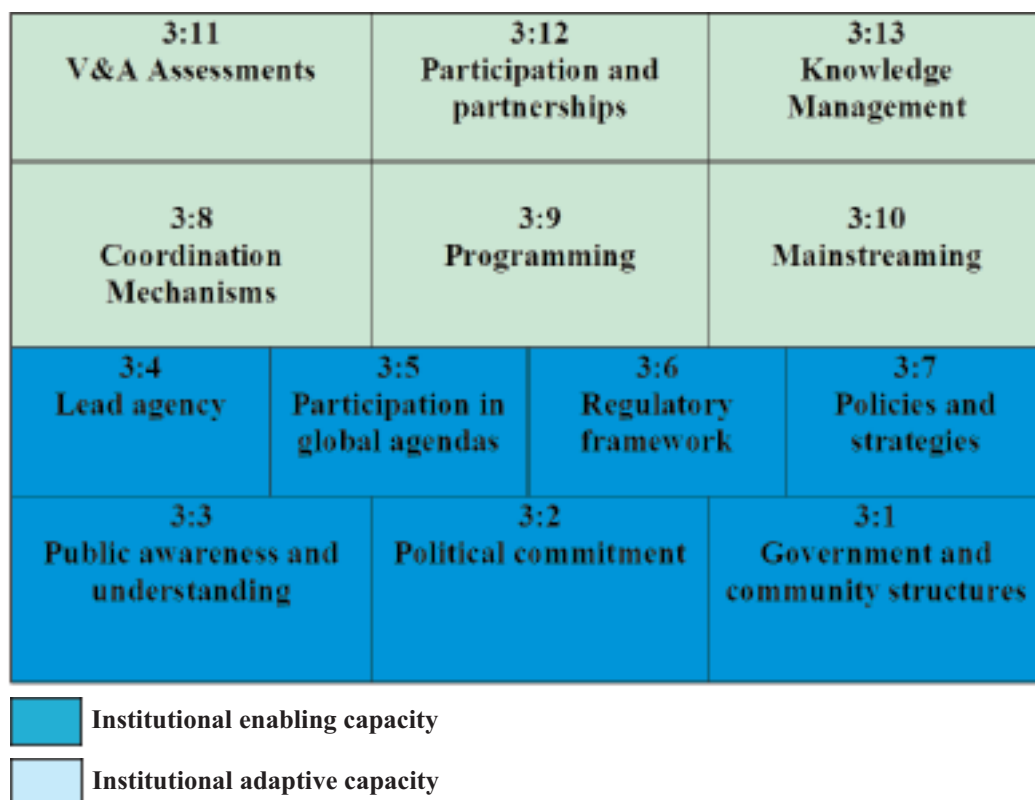 3:11
V&A Assessments
3:12
Participation and
partnerships
3:13
Knowledge
Management
3:8
Coordination
Mechanisms
3:9
Programming
3:10
Mainstreaming
3:4
Lead agency
3:5
Participation in
global agendas
3:6
Regulatory
framework
3:7
Policies and
strategies
3:3
Public awareness and
understanding
3:2
Political commitment
3:1
Government and
community structures
Institutional enabling capacity
Institutional adaptive capacity